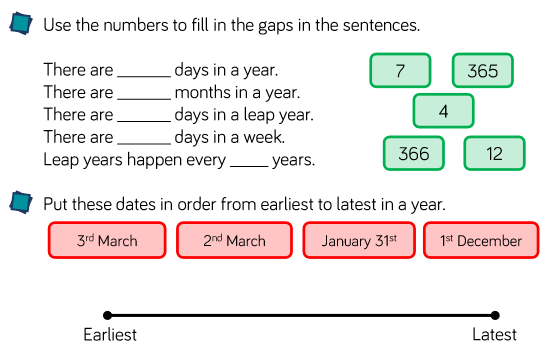 Use the numbers to fill in the gaps in the sentences.
There are ______ days in a year.
There are ______ months in a year.
There are ______ days in a leap year.
There are ______ days in a week.
Leap years happen every ____ years.
7
365
4
366
12
Put these dates in order from earliest to latest in a year.
3rd March
2nd March
January 31st
1st December
Earliest
Latest